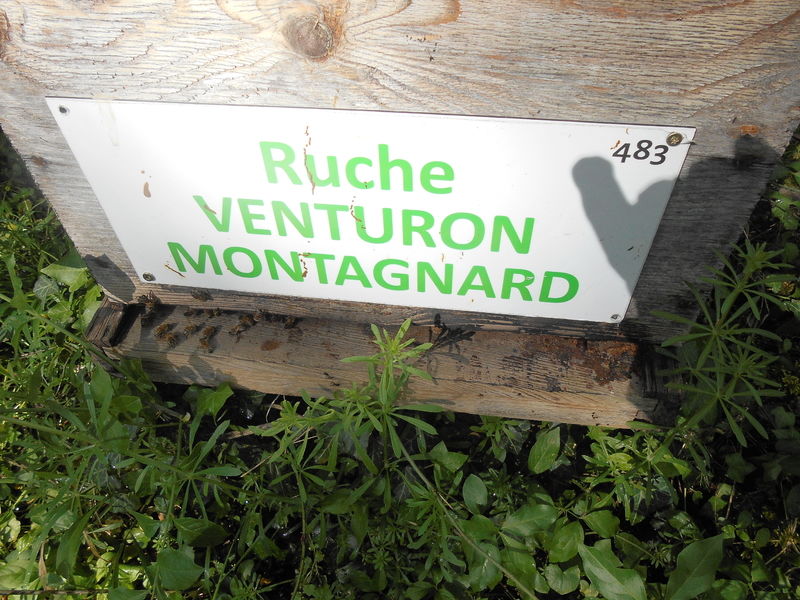 483
Ruche
VENTURON
MONTAGNARD